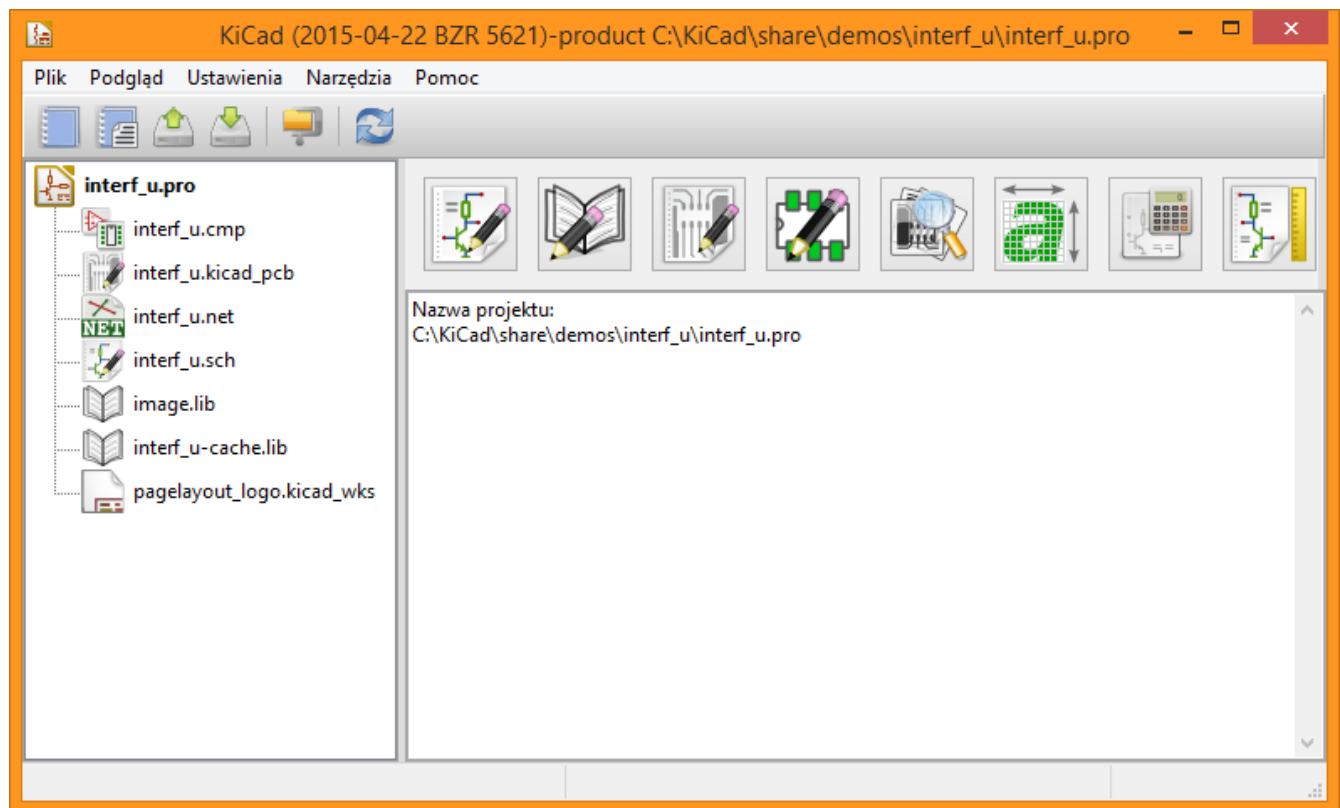 KiCad (2015-04-22 BZR 5621)-product C:\KiCad\share\demos\interf_u\interf_u.pro
Plik Podgląd Ustawienia Narzędzia Pomoc
interf_u.pro
interf_u.cmp
interf_u.kicad_pcb
NET interf_u.net
interf_u.sch
image.lib
interf_u-cache.lib
pagelayout_logo.kicad_wks
a
Nazwa projektu:
C:\KiCad\share\demos\interf_u\interf_u.pro